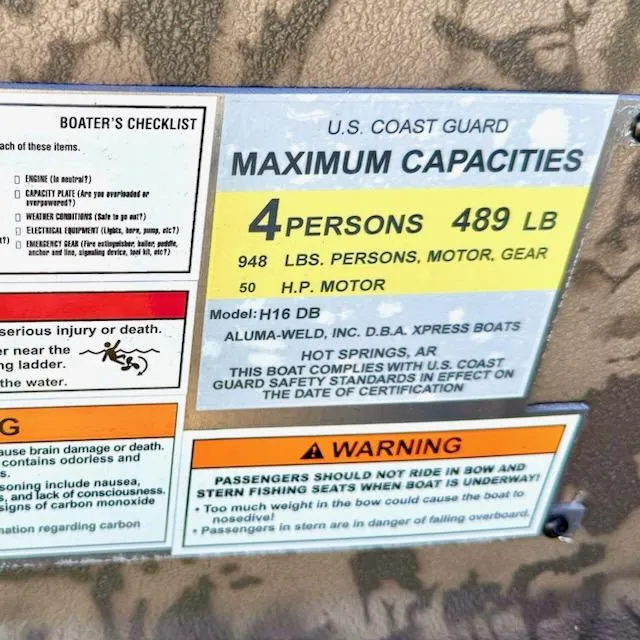 BOATER'S CHECKLIST
ach of these items.
ENGINE (In neutral?)
CAPACITY PLATE (Are you overloaded or
overpowered?)
WEATHER CONDITIONS (Safe to go out?)
ELECTRICAL EQUIPMENT (Lights, horn, pump, etc?)
t?) EMERGENCY GEAR (Fire extinguisher, bailer, paddle,
anchor and line, signaling device, tool kit, etc?)
serious injury or death.
er near the
ng ladder.
the water.
G
ause brain damage or death.
contains odorless and
s.
soning include nausea,
s, and lack of consciousness.
signs of carbon monoxide
mation regarding carbon
U.S. COAST GUARD
MAXIMUM CAPACITIES
4 PERSONS 489 LB
948 LBS. PERSONS, MOTOR, GEAR
50 H.P. MOTOR
Model: H16 DB
ALUMA-WELD, INC. D.B.A. XPRESS BOATS
HOT SPRINGS, AR
THIS BOAT COMPLIES WITH U.S. COAST
GUARD SAFETY STANDARDS IN EFFECT ON
THE DATE OF CERTIFICATION
WARNING
PASSENGERS SHOULD NOT RIDE IN BOW AND
STERN FISHING SEATS WHEN BOAT IS UNDERWAY!
• Too much weight in the bow could cause the boat to
nosedive!
• Passengers in stern are in danger of falling overboard.